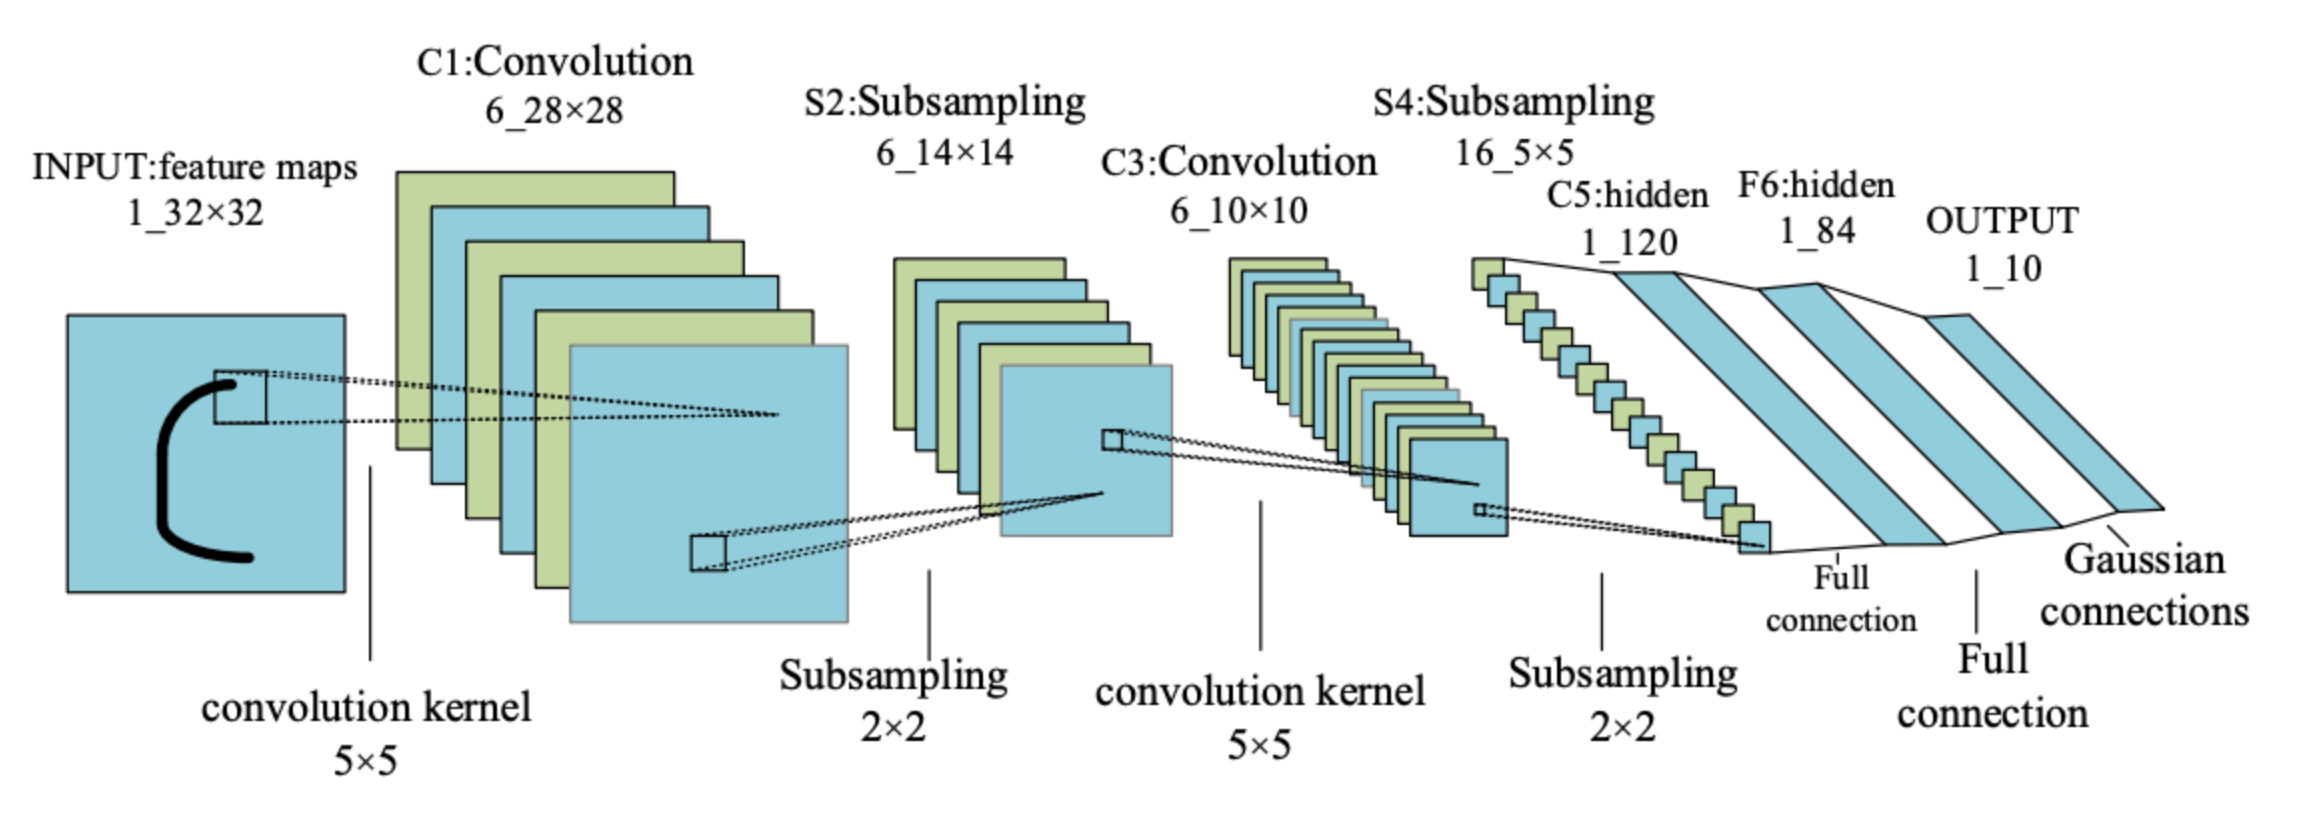 C1:Convolution
6_28×28
S2:Subsampling
6_14×14
S4:Subsampling
16_5×5
INPUT:feature maps
1_32×32
C3:Convolution
6_10×10
C5:hidden
1_120
F6:hidden
1_84
OUTPUT
1_10
convolution kernel
5×5
Subsampling
2×2
convolution kernel
5×5
Subsampling
2×2
Full
connection
Full
connection
Gaussian
connections